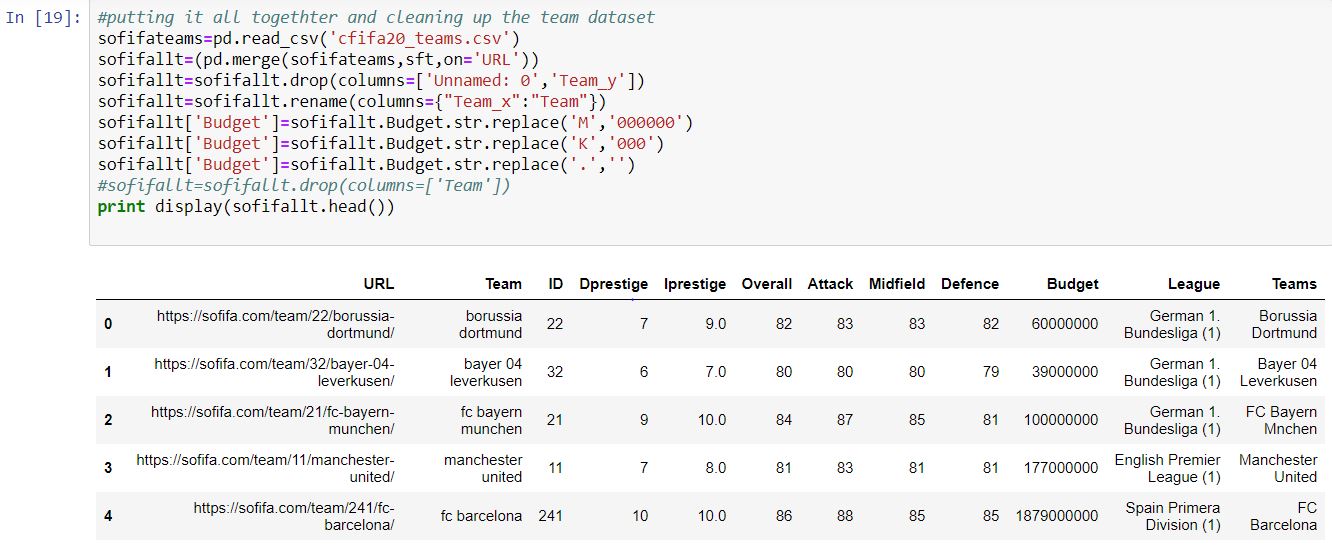 In [19]:
#putting it all togethter and cleaning up the team dataset
sofifateams=pd.read_csv('cfifa20_teams.csv')
sofifallt=(pd.merge(sofifateams,sft,on='URL'))
sofifallt=sofifallt.drop(columns=['Unnamed: 0','Team_y'])
sofifallt=sofifallt.rename(columns={"Team_x":"Team"})
sofifallt['Budget']=sofifallt.Budget.str.replace('M','000000')
sofifallt['Budget']=sofifallt.Budget.str.replace('K','000')
sofifallt['Budget']=sofifallt.Budget.str.replace('.','')
#sofifallt=sofifallt.drop(columns=['Team'])
print display(sofifallt.head())
URL Team ID Dprestige Iprestige Overall Attack Midfield Defence Budget League Teams
0 https://sofifa.com/team/22/borussia-dortmund/ borussia dortmund 22 7 9.0 82 83 83 82 60000000 German 1. Bundesliga (1) Borussia Dortmund
1 https://sofifa.com/team/32/bayer-04-leverkusen/ bayer 04 leverkusen 32 6 7.0 80 80 80 79 39000000 German 1. Bundesliga (1) Bayer 04 Leverkusen
2 https://sofifa.com/team/21/fc-bayern-munchen/ fc bayern munchen 21 9 10.0 84 87 85 81 100000000 German 1. Bundesliga (1) FC Bayern Mnchen
3 https://sofifa.com/team/11/manchester-united/ manchester united 11 7 8.0 81 83 81 81 177000000 English Premier League (1) Manchester United
4 https://sofifa.com/team/241/fc-barcelona/ fc barcelona 241 10 10.0 86 88 85 85 1879000000 Spain Primera Division (1) FC Barcelona